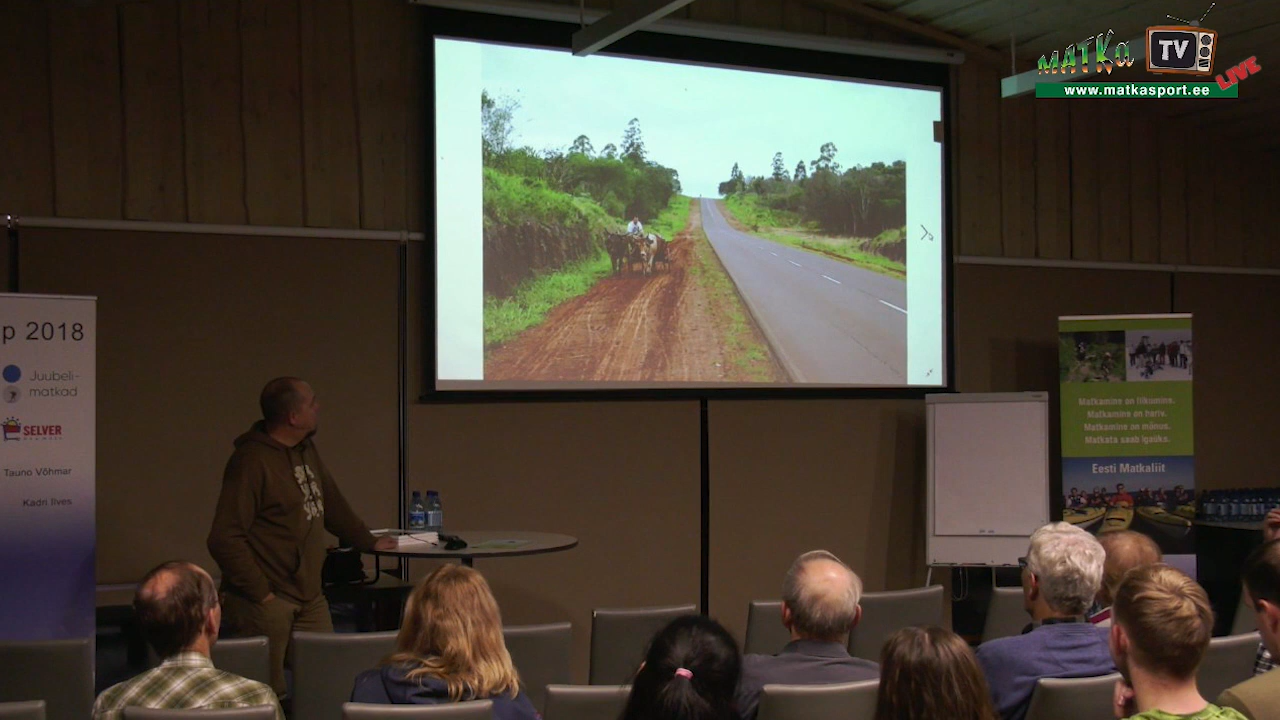 MATKa
TV
LIVE
www.matkasport.ee
p 2018
Juubeli-
matkad
SELVER
Tauno Võhmar
Kadri Ilves
Matkamine on liikumine.
Matkamine on hariv.
Matkamine on mõnus.
Matkata saab igaüks.
Eesti Matkaliit